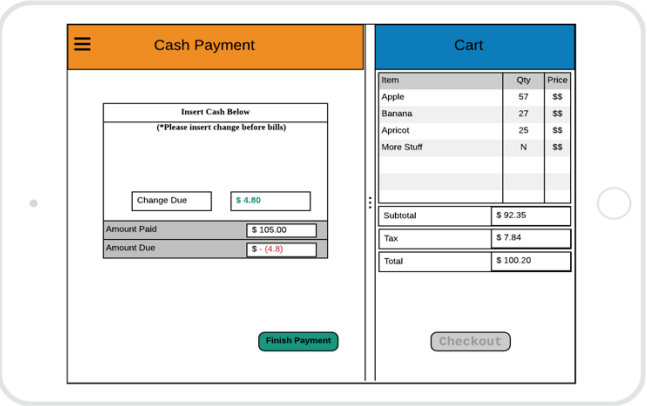 Cash Payment
Insert Cash Below
(*Please insert change before bills)
Change Due $ 4.80
Amount Paid $ 105.00
Amount Due $ - (4.8)
Finish Payment
Cart
Item Qty Price
Apple 57 $$
Banana 27 $$
Apricot 25 $$
More Stuff N $$
Subtotal $ 92.35
Tax $ 7.84
Total $ 100.20
Checkout